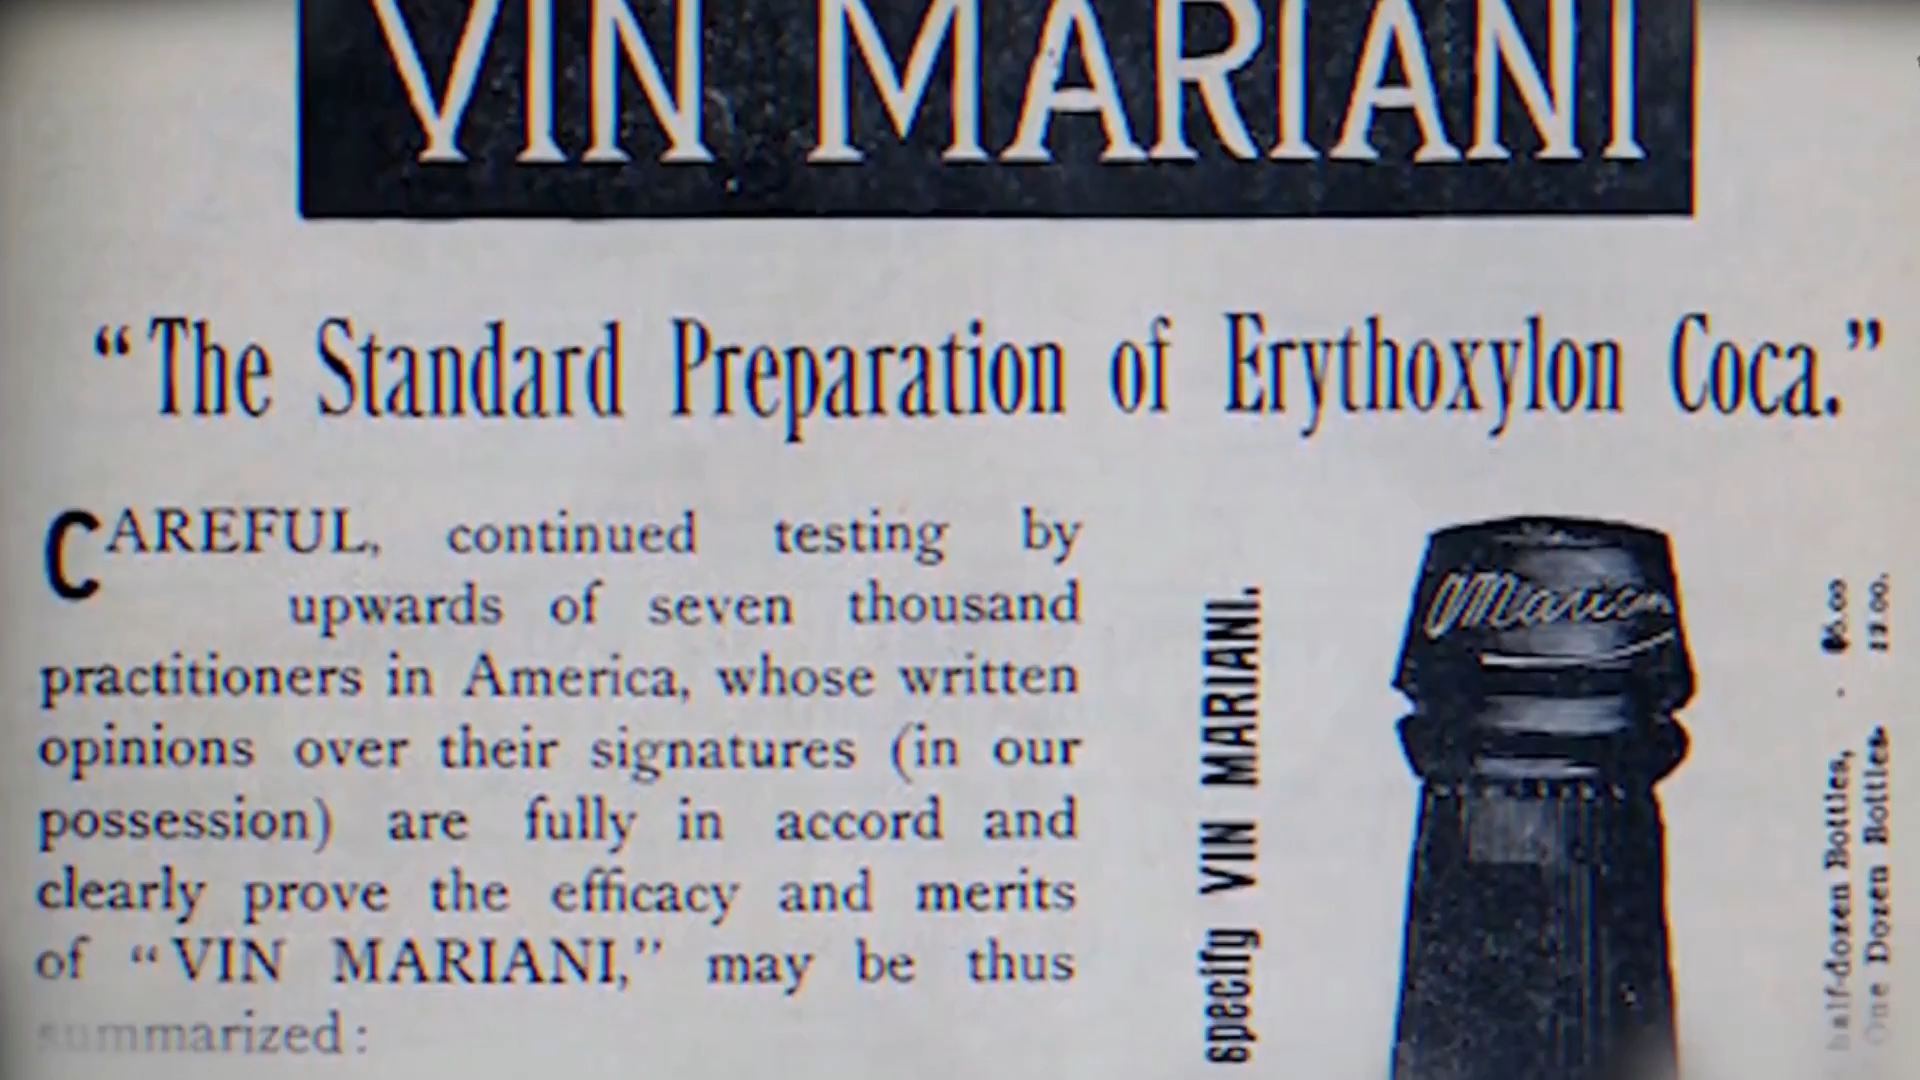 VIN MARIANI
“The Standard Preparation of Erythoxylon Coca.”
CAREFUL, continued testing by
upwards of seven thousand
practitioners in America, whose written
opinions over their signatures (in our
possession) are fully in accord and
clearly prove the efficacy and merits
of “VIN MARIANI,” may be thus
summarized:
specify VIN MARIANI.
Mariani
half-dozen Bottles, · $6.00
One Dozen Bottles 12 00.